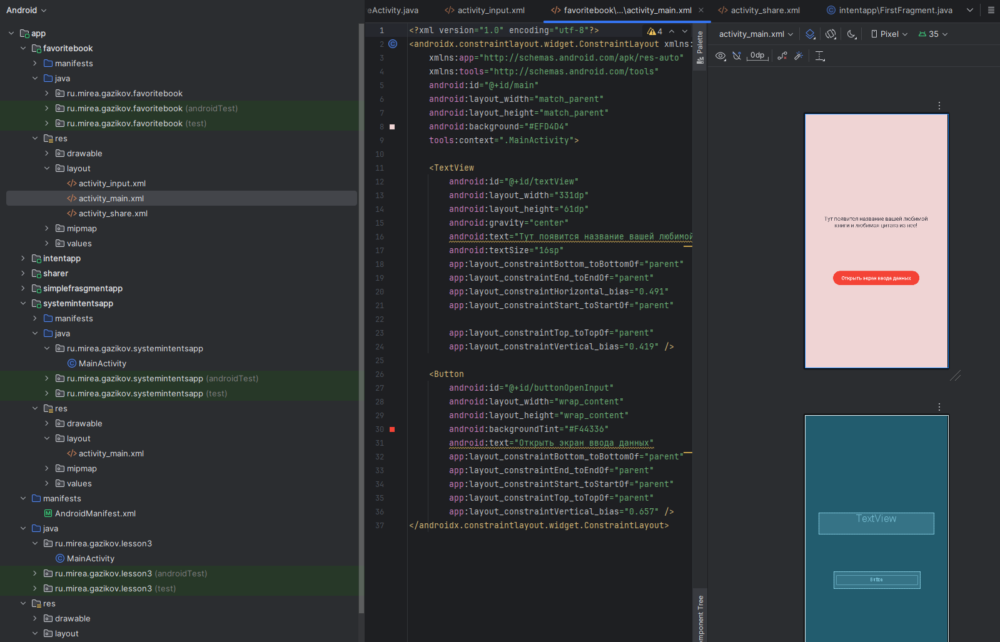 Android
app
favoritebook
manifests
java
ru.mirea.gazikov.favoritebook
ru.mirea.gazikov.favoritebook (androidTest)
ru.mirea.gazikov.favoritebook (test)
res
drawable
layout
activity_input.xml
activity_main.xml
activity_share.xml
mipmap
values
intentapp
sharer
simplefrasgmentapp
systemintentsapp
manifests
java
ru.mirea.gazikov.systemintentsapp
MainActivity
ru.mirea.gazikov.systemintentsapp (androidTest)
ru.mirea.gazikov.systemintentsapp (test)
res
drawable
layout
activity_main.xml
mipmap
values
manifests
AndroidManifest.xml
java
ru.mirea.gazikov.lesson3
MainActivity
ru.mirea.gazikov.lesson3 (androidTest)
ru.mirea.gazikov.lesson3 (test)
res
drawable
layout
eActivity.java activity_input.xml favoritebook\...\activity_main.xml activity_share.xml intentapp\FirstFragment.java
1 <?xml version="1.0" encoding="utf-8"?> 4
2 <androidx.constraintlayout.widget.ConstraintLayout xmlns:
3 xmlns:app="http://schemas.android.com/apk/res-auto"
4 xmlns:tools="http://schemas.android.com/tools"
5 android:id="@+id/main"
6 android:layout_width="match_parent"
7 android:layout_height="match_parent"
8 android:background="#EFD4D4"
9 tools:context=".MainActivity">
10
11 <TextView
12 android:id="@+id/textView"
13 android:layout_width="331dp"
14 android:layout_height="61dp"
15 android:gravity="center"
16 android:text="Тут появится название вашей любимой
17 android:textSize="16sp"
18 app:layout_constraintBottom_toBottomOf="parent"
19 app:layout_constraintEnd_toEndOf="parent"
20 app:layout_constraintHorizontal_bias="0.491"
21 app:layout_constraintStart_toStartOf="parent"
22
23 app:layout_constraintTop_toTopOf="parent"
24 app:layout_constraintVertical_bias="0.419" />
25
26 <Button
27 android:id="@+id/buttonOpenInput"
28 android:layout_width="wrap_content"
29 android:layout_height="wrap_content"
30 android:backgroundTint="#F44336"
31 android:text="Открыть экран ввода данных"
32 app:layout_constraintBottom_toBottomOf="parent"
33 app:layout_constraintEnd_toEndOf="parent"
34 app:layout_constraintStart_toStartOf="parent"
35 app:layout_constraintTop_toTopOf="parent"
36 app:layout_constraintVertical_bias="0.657" />
37 </androidx.constraintlayout.widget.ConstraintLayout>
Palette
mponent Tree
activity_main.xml Pixel 35
0dp
Тут появится название вашей любимой
книги и любимая цитата из нее!
Открыть экран ввода данных
TextView
Button